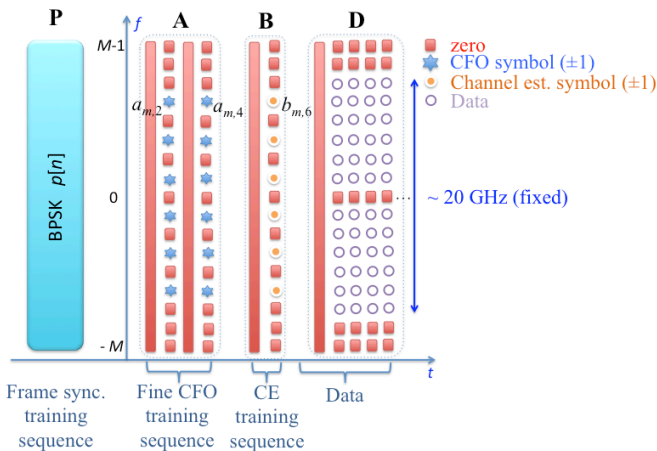 P
A
B
D
f
M-1
0
- M
t
BPSK p[n]
a_{m,2}
a_{m,4}
b_{m,6}
...
zero
CFO symbol (±1)
Channel est. symbol (±1)
Data
~ 20 GHz (fixed)
Frame sync.
training
sequence
Fine CFO
training
sequence
CE
training
sequence
Data